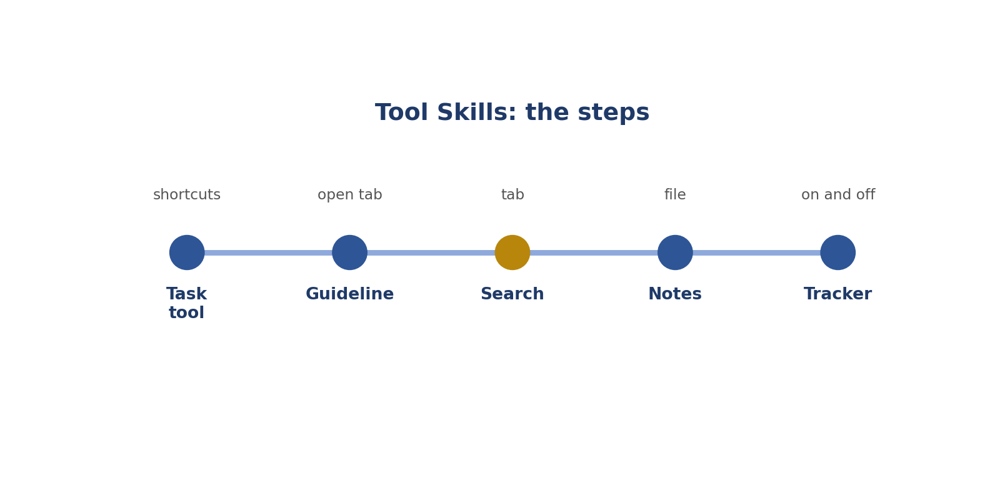 Tool Skills: the steps
shortcuts
open tab
tab
file
on and off
Task
tool
Guideline
Search
Notes
Tracker